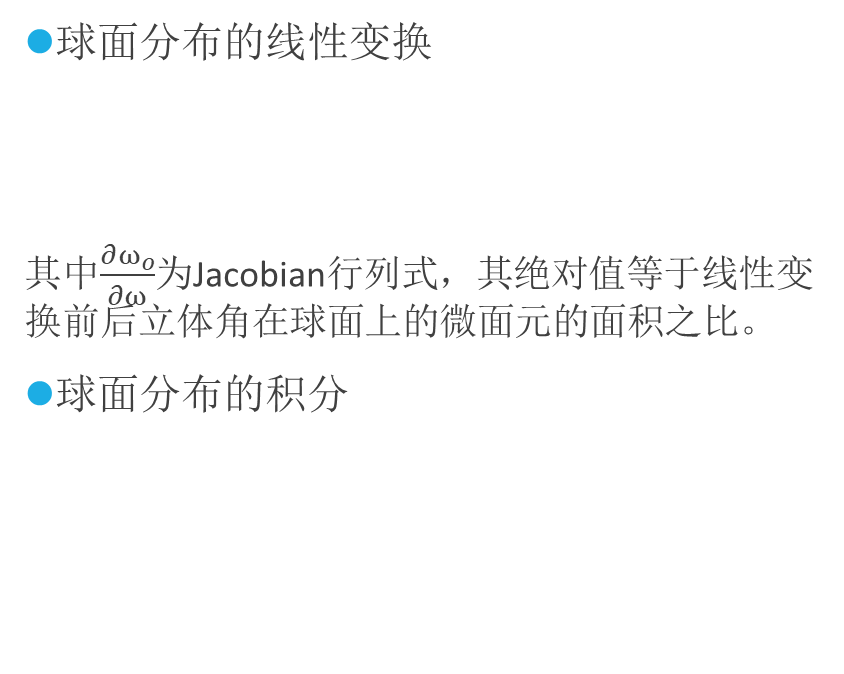 ●球面分布的线性变换
其中∂ω₀/∂ω为Jacobian行列式，其绝对值等于线性变
换前后立体角在球面上的微面元的面积之比。
●球面分布的积分